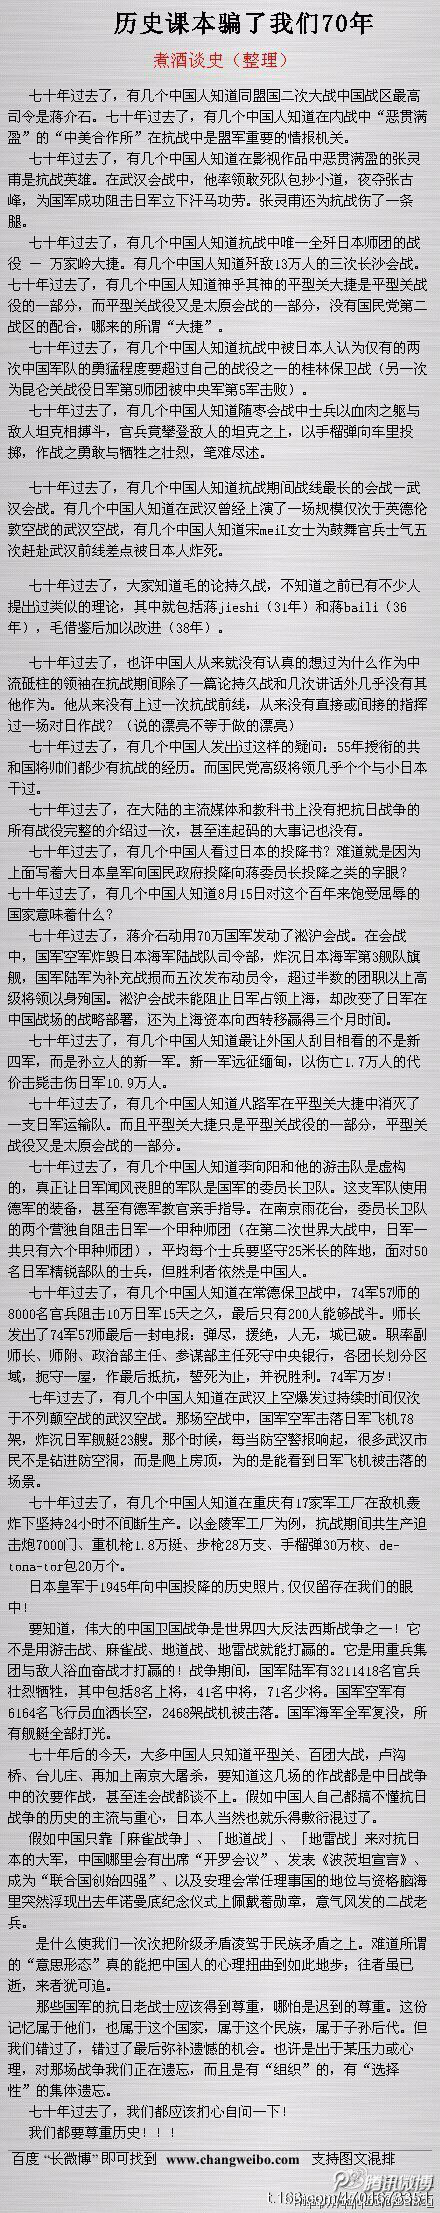 历史课本骗了我们70年
煮酒谈史（整理）
七十年过去了，有几个中国人知道同盟国二次大战中国战区最高
司令是蒋介石。七十年过去了，有几个中国人知道在内战中“恶贯满
盈”的“中美合作所”在抗战中是盟军重要的情报机关。
七十年过去了，有几个中国人知道在影视作品中恶贯满盈的张灵
甫是抗战英雄。在武汉会战中，他率领敢死队包抄小道，夜夺张古
峰，为国军成功阻击日军立下汗马功劳。张灵甫还为抗战伤了一条
腿。
七十年过去了，有几个中国人知道抗战中唯一全歼日本师团的战
役 — 万家岭大捷。有几个中国人知道歼敌13万人的三次长沙会战。
七十年过去了，有几个中国人知道神乎其神的平型关大捷是平型关战
役的一部分，而平型关战役又是太原会战的一部分，没有国民党第二
战区的配合，哪来的所谓“大捷”。
七十年过去了，有几个中国人知道抗战中被日本人认为仅有的两
次中国军队的勇猛程度要超过自己的战役之一的桂林保卫战（另一次
为昆仑关战役日军第5师团被中央军第5军击败）。
七十年过去了，有几个中国人知道随枣会战中士兵以血肉之躯与
敌人坦克相搏斗，官兵竟攀登敌人的坦克之上，以手榴弹向车里投
掷，作战之勇敢与牺牲之壮烈，笔难尽述。
七十年过去了，有几个中国人知道抗战期间战线最长的会战—武
汉会战。有几个中国人知道在武汉曾经上演了一场规模仅次于英德伦
敦空战的武汉空战，有几个中国人知道宋meiL女士为鼓舞官兵士气五
次赶赴武汉前线差点被日本人炸死。
七十年过去了，大家知道毛的论持久战，不知道之前已有不少人
提出过类似的理论，其中就包括蒋jieshi（31年）和蒋baili（36
年），毛借鉴后加以改进（38年）。
七十年过去了，也许中国人从来就没有认真的想过为什么作为中
流砥柱的领袖在抗战期间除了一篇论持久战和几次讲话外几乎没有其
他作为。他从来没有上过一次抗战前线，从来没有直接或间接的指挥
过一场对日作战？（说的漂亮不等于做的漂亮）
七十年过去了，有几个中国人发出过这样的疑问：55年授衔的共
和国将帅们都少有抗战的经历。而国民党高级将领几乎个个与小日本
干过。
七十年过去了，在大陆的主流媒体和教科书上没有把抗日战争的
所有战役完整的介绍过一次，甚至连起码的大事记也没有。
七十年过去了，有几个中国人看过日本的投降书？难道就是因为
上面写着大日本皇军向国民政府投降向蒋委员长投降之类的字眼？
七十年过去了，有几个中国人知道8月15日对这个百年来饱受屈辱的
国家意味着什么？
七十年过去了，蒋介石动用70万国军发动了淞沪会战。在会战
中，国军空军炸毁日本海军陆战队司令部，炸沉日本海军第3舰队旗
舰，国军陆军为补充战损而五次发布动员令，超过半数的团职以上高
级将领以身殉国。淞沪会战未能阻止日军占领上海，却改变了日军在
中国战场的战略部署，还为上海资本向西转移赢得三个月时间。
七十年过去了，有几个中国人知道最让外国人刮目相看的不是新
四军，而是孙立人的新一军。新一军远征缅甸，以伤亡1.7万人的代
价击毙击伤日军10.9万人。
七十年过去了，有几个中国人知道八路军在平型关大捷中消灭了
一支日军运输队。而且平型关大捷只是平型关战役的一部分，平型关
战役又是太原会战的一部分。
七十年过去了，有几个中国人知道李向阳和他的游击队是虚构
的，真正让日军闻风丧胆的军队是国军的委员长卫队。这支军队使用
德军的装备，甚至有德军教官亲手指导。在南京雨花台，委员长卫队
的两个营独自阻击日军一个甲种师团（在第二次世界大战中，日军一
共只有六个甲种师团），平均每个士兵要坚守25米长的阵地，面对50
名日军精锐部队的士兵，但胜利者依然是中国人。
七十年过去了，有几个中国人知道在常德保卫战中，74军57师的
8000名官兵阻击10万日军15天之久，最后只有200人能够战斗。师长
发出了74军57师最后一封电报：弹尽，援绝，人无，城已破。职率副
师长、师附、政治部主任、参谋部主任死守中央银行，各团长划分区
域，扼守一屋，作最后抵抗，誓死为止，并祝胜利。74军万岁！
七年过去了，有几个中国人知道在武汉上空爆发过持续时间仅次
于不列颠空战的武汉空战。那场空战中，国军空军击落日军飞机78
架，炸沉日军舰艇23艘。那个时候，每当防空警报响起，很多武汉市
民不是钻进防空洞，而是爬上房顶，为的是能看到日军飞机被击落的
场景。
七十年过去了，有几个中国人知道在重庆有17家军工厂在敌机轰
炸下坚持24小时不间断生产。以金陵军工厂为例，抗战期间共生产迫
击炮7000门、重机枪1.8万挺、步枪28万支、手榴弹30万枚、de-
tona-tor包20万个。
日本皇军于1945年向中国投降的历史照片,仅仅留存在我们的眼
中！
要知道，伟大的中国卫国战争是世界四大反法西斯战争之一！它
不是用游击战、麻雀战、地道战、地雷战就能打赢的。它是用重兵集
团与敌人浴血奋战才打赢的！战争期间，国军陆军有3211418名官兵
壮烈牺牲，其中包括8名上将，41名中将，71名少将。国军空军有
6164名飞行员血洒长空，2468架战机被击落。国军海军全军复没，所
有舰艇全部打光。
七十年后的今天，大多中国人只知道平型关、百团大战，卢沟
桥、台儿庄、再加上南京大屠杀，要知道这几场的作战都是中日战争
中的次要作战，甚至连会战都谈不上。假如中国人自己都搞不懂抗日
战争的历史的主流与重心，日本人当然也就乐得敷衍混过了。
假如中国只靠「麻雀战争」、「地道战」、「地雷战」来对抗日
本的大军，中国哪里会有出席“开罗会议”、发表《波茨坦宣言》、
成为“联合国创始四强”、以及安理会常任理事国的地位与资格脑海
里突然浮现出去年诺曼底纪念仪式上佩戴着勋章，意气风发的二战老
兵。
是什么使我们一次次把阶级矛盾凌驾于民族矛盾之上。难道所谓
的“意思形态”真的能把中国人的心理扭曲到如此地步；往者虽已
逝，来者犹可追。
那些国军的抗日老战士应该得到尊重，哪怕是迟到的尊重。这份
记忆属于他们，也属于这个国家，属于这个民族，属于子孙后代。但
我们错过了，错过了最后弥补遗憾的机会。也许是出于某压力或心
理，对那场战争我们正在遗忘，而且是有“组织”的，有“选择
性”的集体遗忘。
七十年过去了，我们都应该扪心自问一下！
我们都要尊重历史！！！
百度 “长微博” 即可找到 www.changweibo.com 支持图文混排
腾讯微博